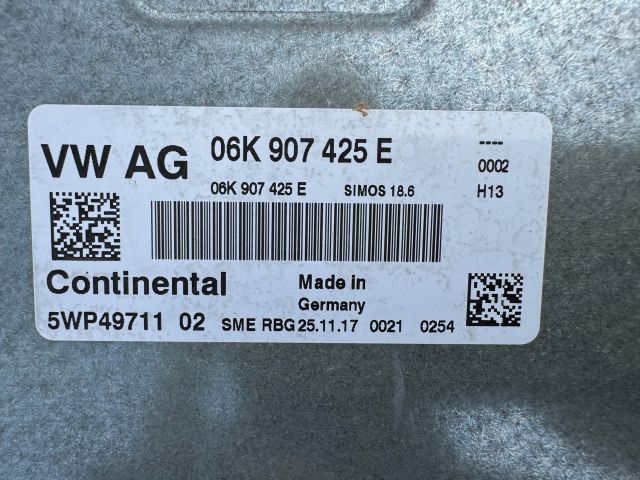 VW AG 06K 907 425 E ----
0002
06K 907 425 E SIMOS 18.6 H13
Continental Made in
Germany
5WP49711 02 SME RBG 25.11.17 0021 0254